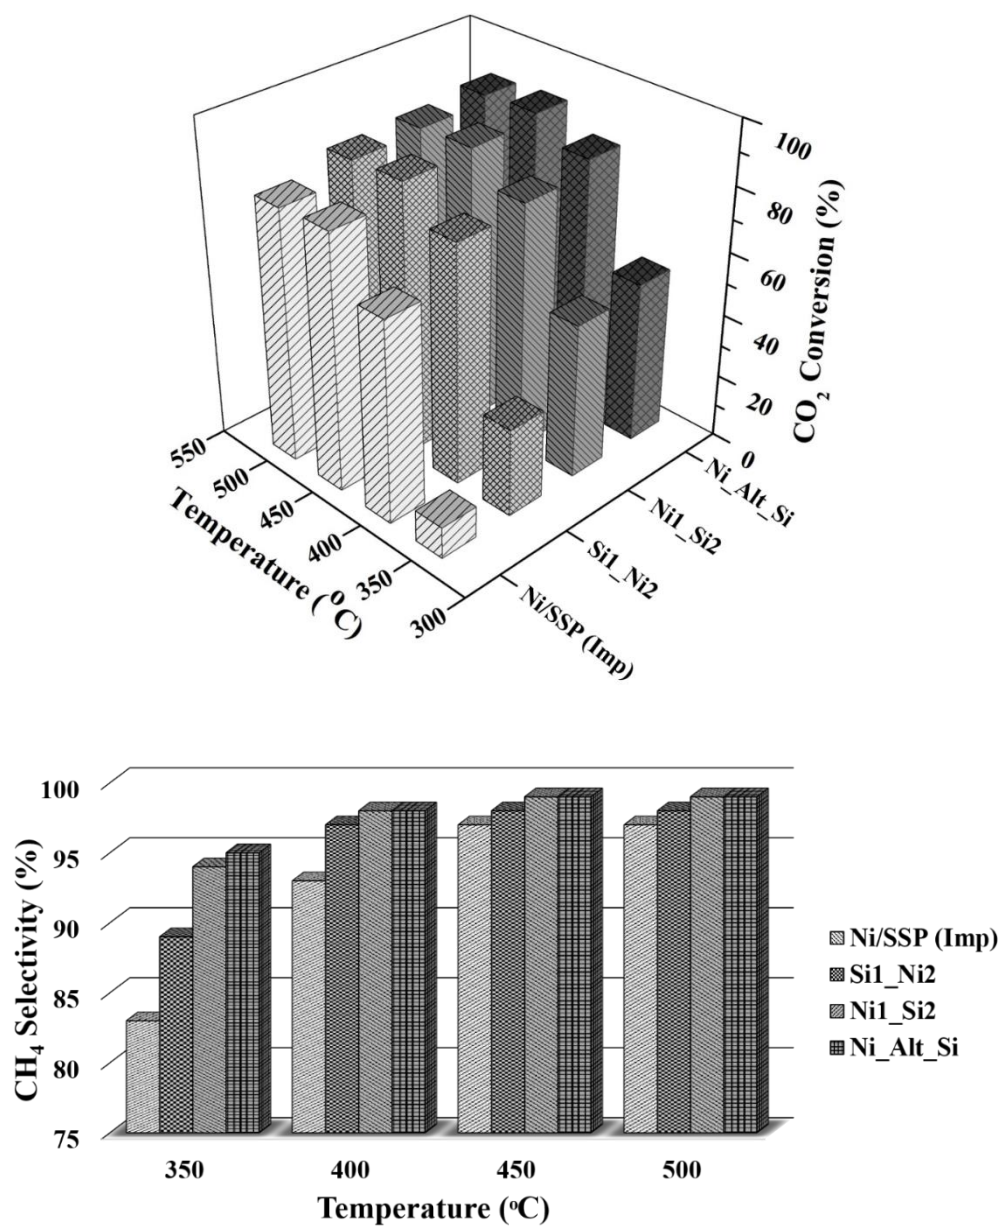 100
80
60
40
20
0
CO2 Conversion (%)
550
500
450
400
350
300
Temperature (°C)
Ni_Alt_Si
Ni1_Si2
Si1_Ni2
Ni/SSP (Imp)
100
95
90
85
80
75
CH4 Selectivity (%)
350 400 450 500
Temperature (°C)
Ni/SSP (Imp)
Si1_Ni2
Ni1_Si2
Ni_Alt_Si